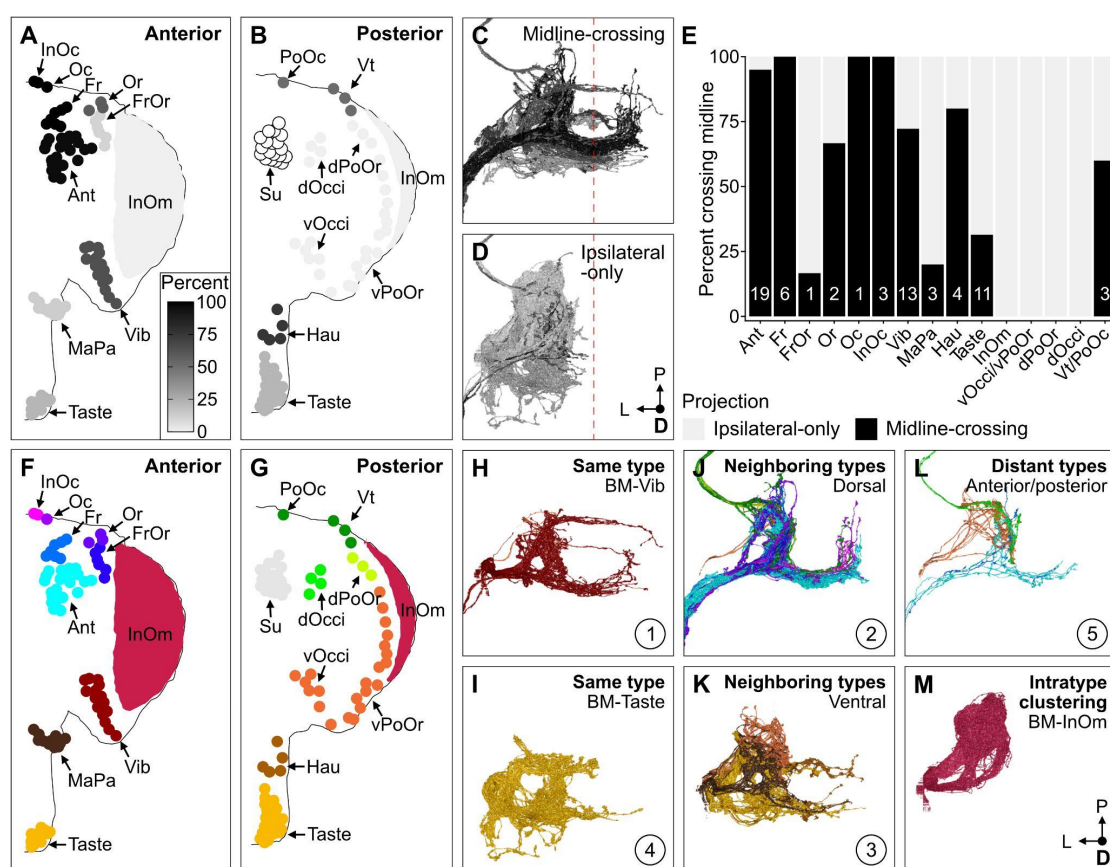 A Anterior
InOc
Oc
Fr
Or
FrOr
Ant
InOm
Vib
MaPa
Taste
Percent
100
75
50
25
0
B Posterior
PoOc
Vt
Su
dOcci
dPoOr
InOm
vOcci
vPoOr
Hau
Taste
C Midline-crossing
D Ipsilateral
-only
P
L
D
E
Percent crossing midline
100
75
50
25
0
19 6 1 2 1 3 13 3 4 11 3
Ant Fr FrOr Or Oc InOc Vib MaPa Hau Taste InOm vOcci/vPoOr dPoOr dOcci Vt/PoOc
Projection
Ipsilateral-only Midline-crossing
F Anterior
InOc
Oc
Fr
Or
FrOr
Ant
InOm
Vib
MaPa
Taste
G Posterior
PoOc
Vt
Su
dOcci
dPoOr
InOm
vOcci
vPoOr
Hau
Taste
H Same type
BM-Vib
1
J Neighboring types
Dorsal
2
L Distant types
Anterior/posterior
5
I Same type
BM-Taste
4
K Neighboring types
Ventral
3
M Intratype
clustering
BM-InOm
P
L
D